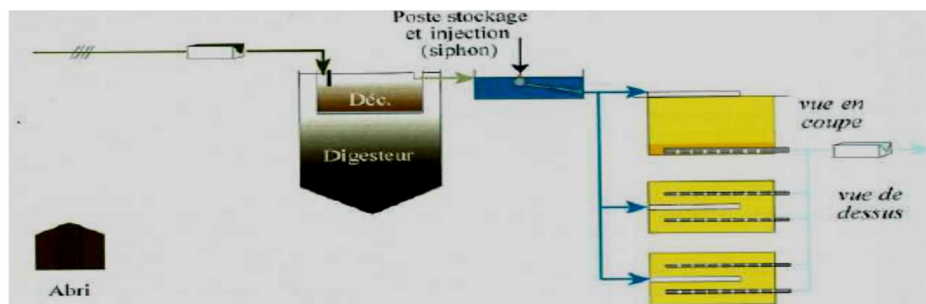 Poste stockage
et injection
(siphon)
Déc.
Digesteur
vue en
coupe
vue de
dessus
Abri